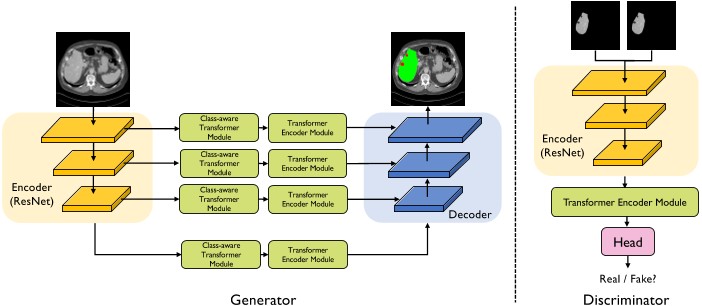 Class-aware
Transformer
Module
Transformer
Encoder Module
Class-aware
Transformer
Module
Transformer
Encoder Module
Class-aware
Transformer
Module
Transformer
Encoder Module
Class-aware
Transformer
Module
Transformer
Encoder Module
Encoder
(ResNet)
Decoder
Generator
Encoder
(ResNet)
Transformer Encoder Module
Head
Real / Fake?
Discriminator